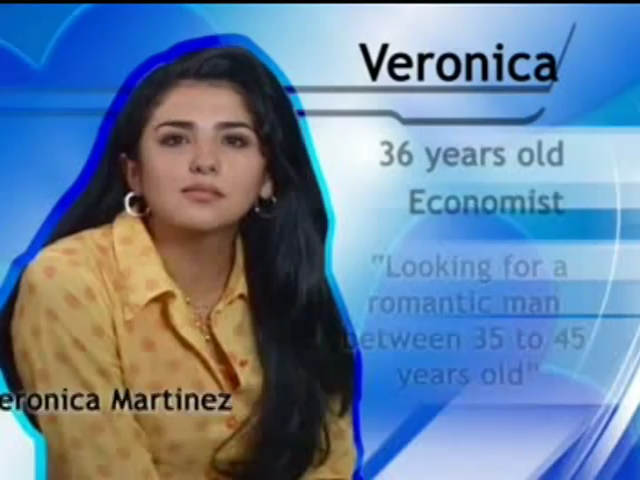 Veronica
36 years old
Economist
"Looking for a
romantic man
between 35 to 45
years old"
eronica Martinez